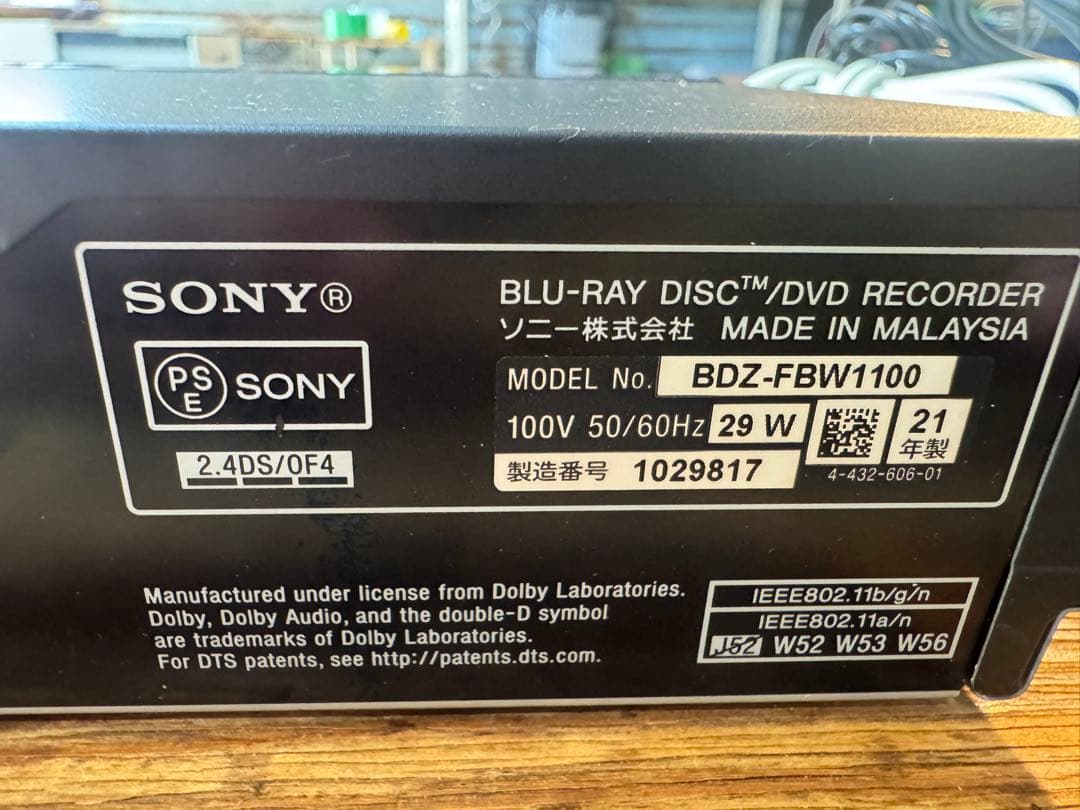 SONY®
PSE SONY
2.4DS/OF4
BLU-RAY DISC™/DVD RECORDER
ソニー株式会社 MADE IN MALAYSIA
MODEL No. BDZ-FBW1100
100V 50/60Hz 29 W
21
年製
製造番号 1029817
4-432-606-01
Manufactured under license from Dolby Laboratories.
Dolby, Dolby Audio, and the double-D symbol
are trademarks of Dolby Laboratories.
For DTS patents, see http://patents.dts.com.
IEEE802.11b/g/n
IEEE802.11a/n
J52 W52 W53 W56